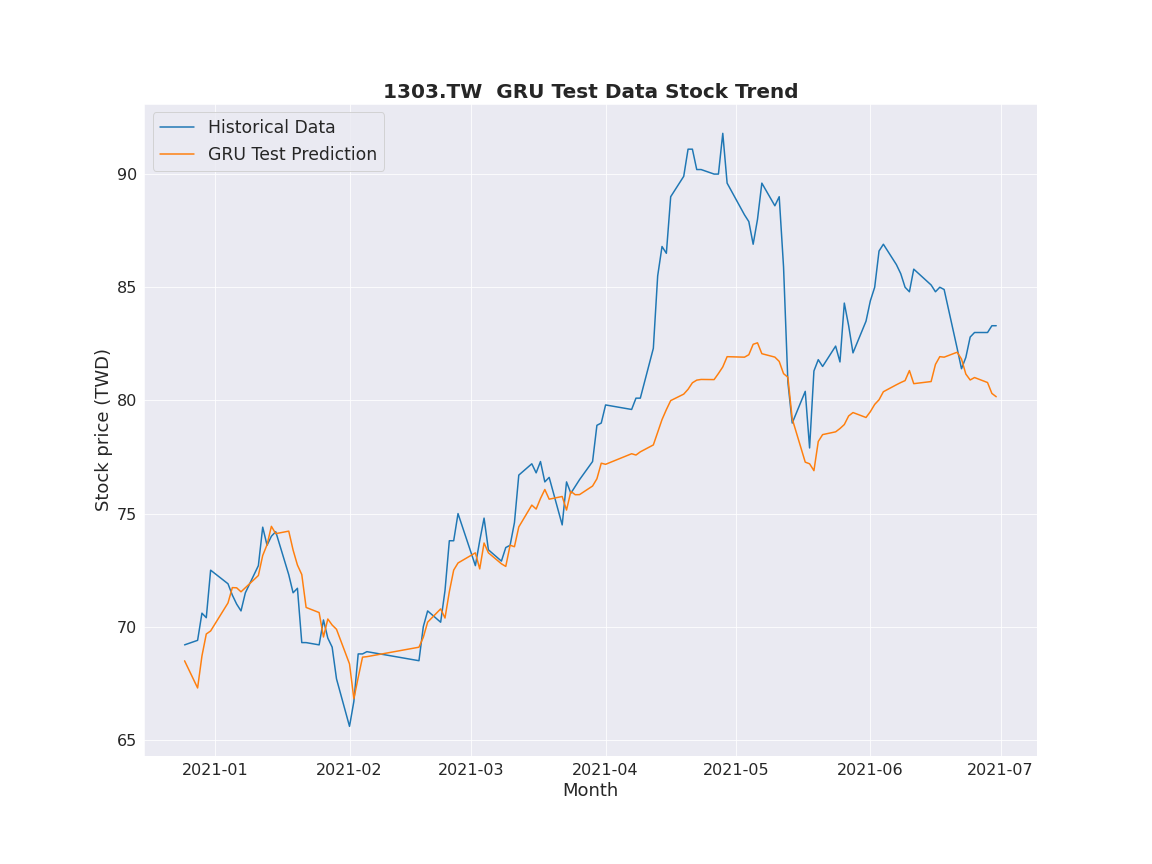 1303.TW  GRU Test Data Stock Trend
Historical Data
GRU Test Prediction
90
85
80
75
70
65
Stock price (TWD)
2021-01 2021-02 2021-03 2021-04 2021-05 2021-06 2021-07
Month